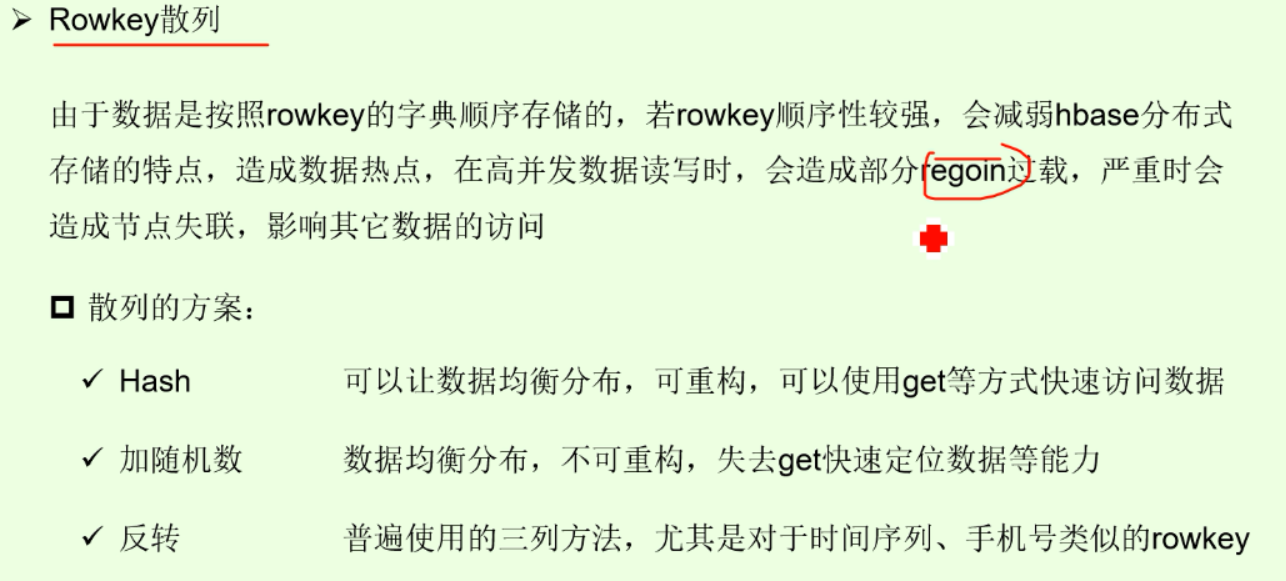 Rowkey散列
由于数据是按照rowkey的字典顺序存储的，若rowkey顺序性较强，会减弱hbase分布式
存储的特点，造成数据热点，在高并发数据读写时，会造成部分regoin过载，严重时会
造成节点失联，影响其它数据的访问
散列的方案：
Hash 可以让数据均衡分布，可重构，可以使用get等方式快速访问数据
加随机数 数据均衡分布，不可重构，失去get快速定位数据等能力
反转 普遍使用的三列方法，尤其是对于时间序列、手机号类似的rowkey